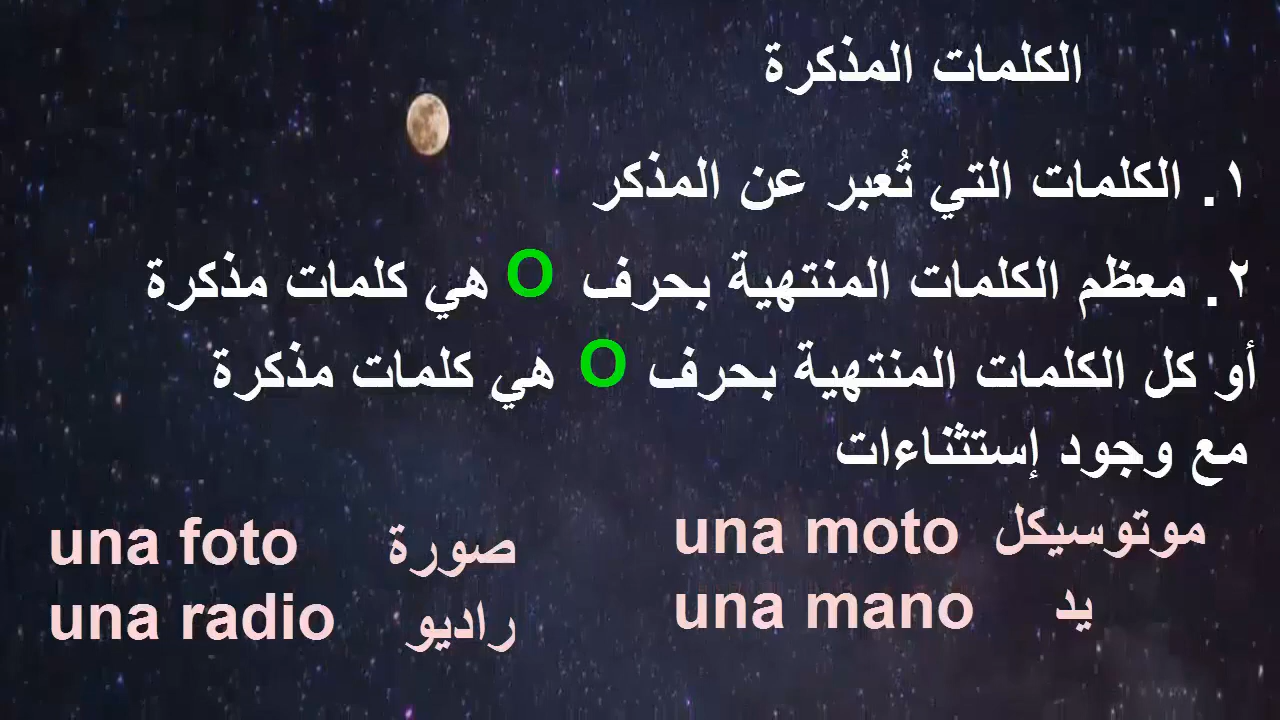 الكلمات المذكرة
١. الكلمات التي تُعبر عن المذكر
٢. معظم الكلمات المنتهية بحرف O هي كلمات مذكرة
أو كل الكلمات المنتهية بحرف O هي كلمات مذكرة
مع وجود إستثناءات
una moto موتوسيكل
una foto صورة
una mano يد
una radio راديو